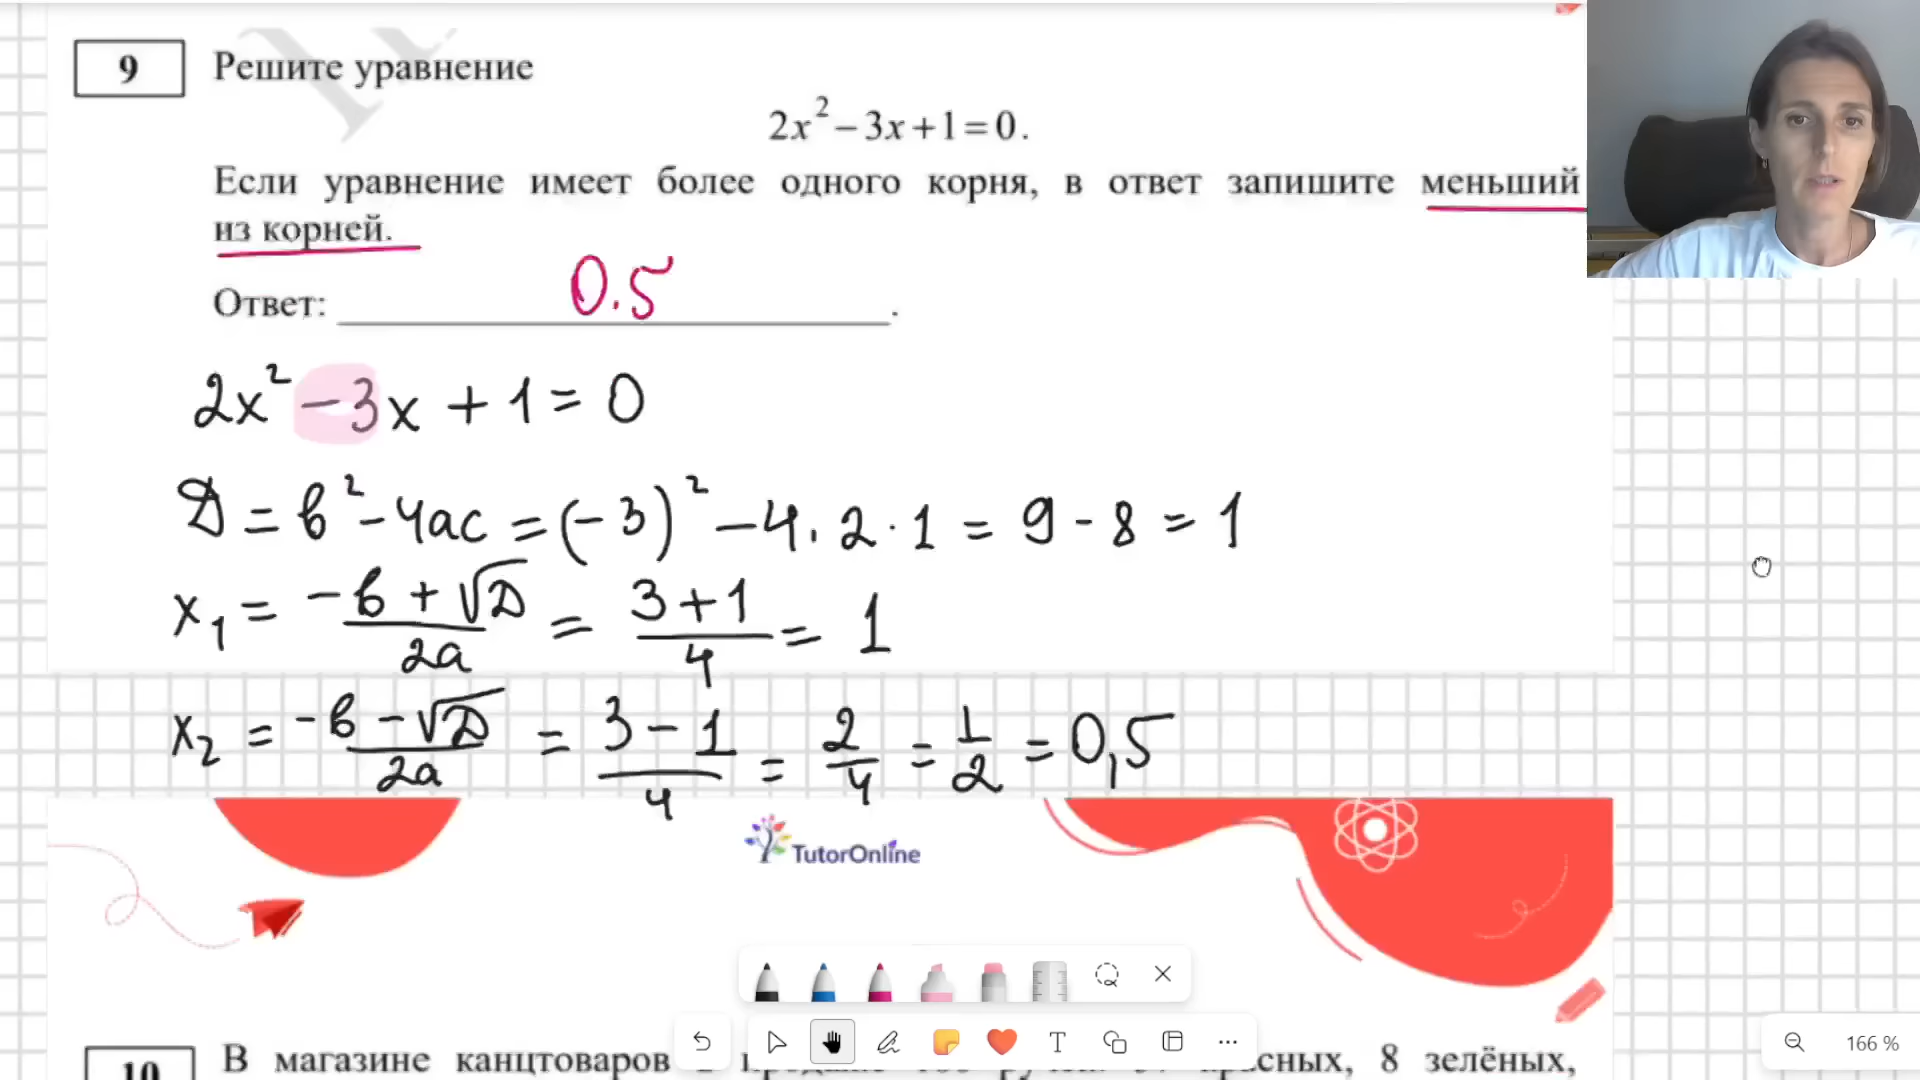 9 Решите уравнение
2x² − 3x + 1 = 0.
Если уравнение имеет более одного корня, в ответ запишите меньший
из корней.
Ответ: 0.5 .
2x² − 3x + 1 = 0
D = b² − 4ac = (−3)² − 4 · 2 · 1 = 9 − 8 = 1
x₁ = (−b + √D)/2a = (3 + 1)/4 = 1
x₂ = (−b − √D)/2a = (3 − 1)/4 = 2/4 = 1/2 = 0,5
TutorOnline
10 В магазине канцтоваров 8 зелёных,
166 %